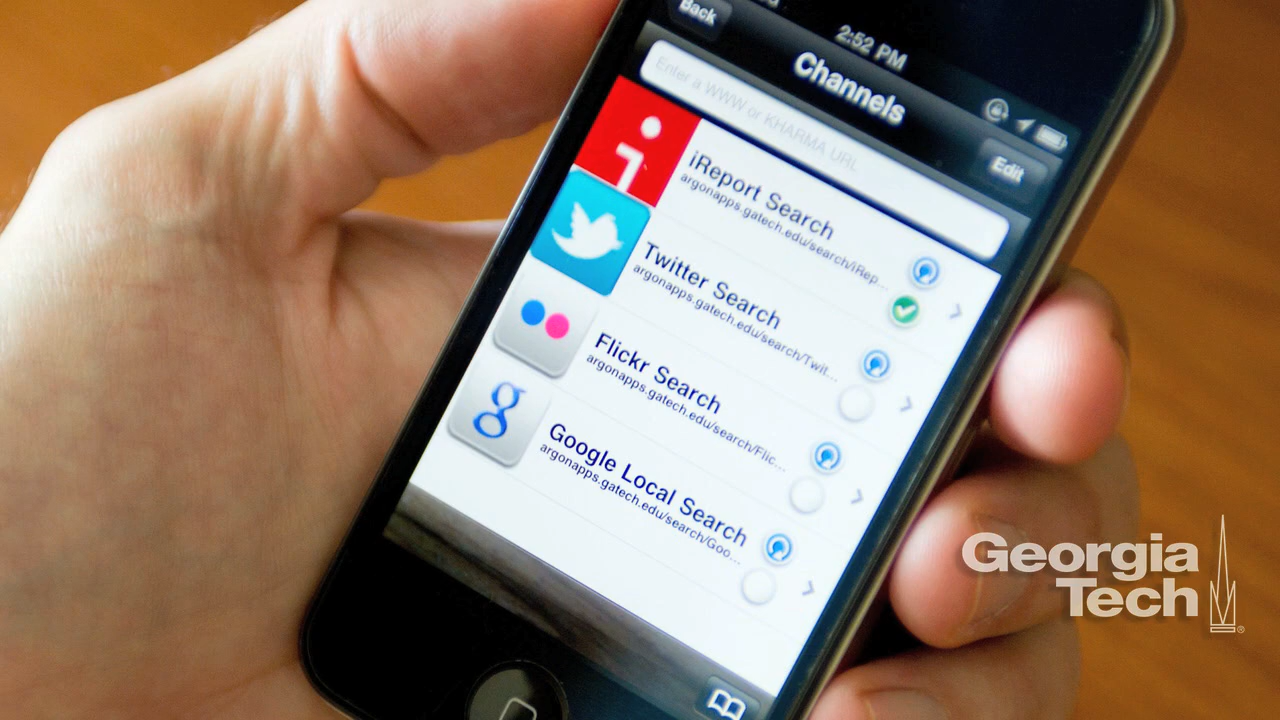 Back
2:52 PM
Channels
Edit
Enter a WWW or KHARMA URL
iReport Search
argonapps.gatech.edu/search/iRep...
Twitter Search
argonapps.gatech.edu/search/Twit...
Flickr Search
argonapps.gatech.edu/search/Flic...
g
Google Local Search
argonapps.gatech.edu/search/Goo...
Georgia
Tech
®